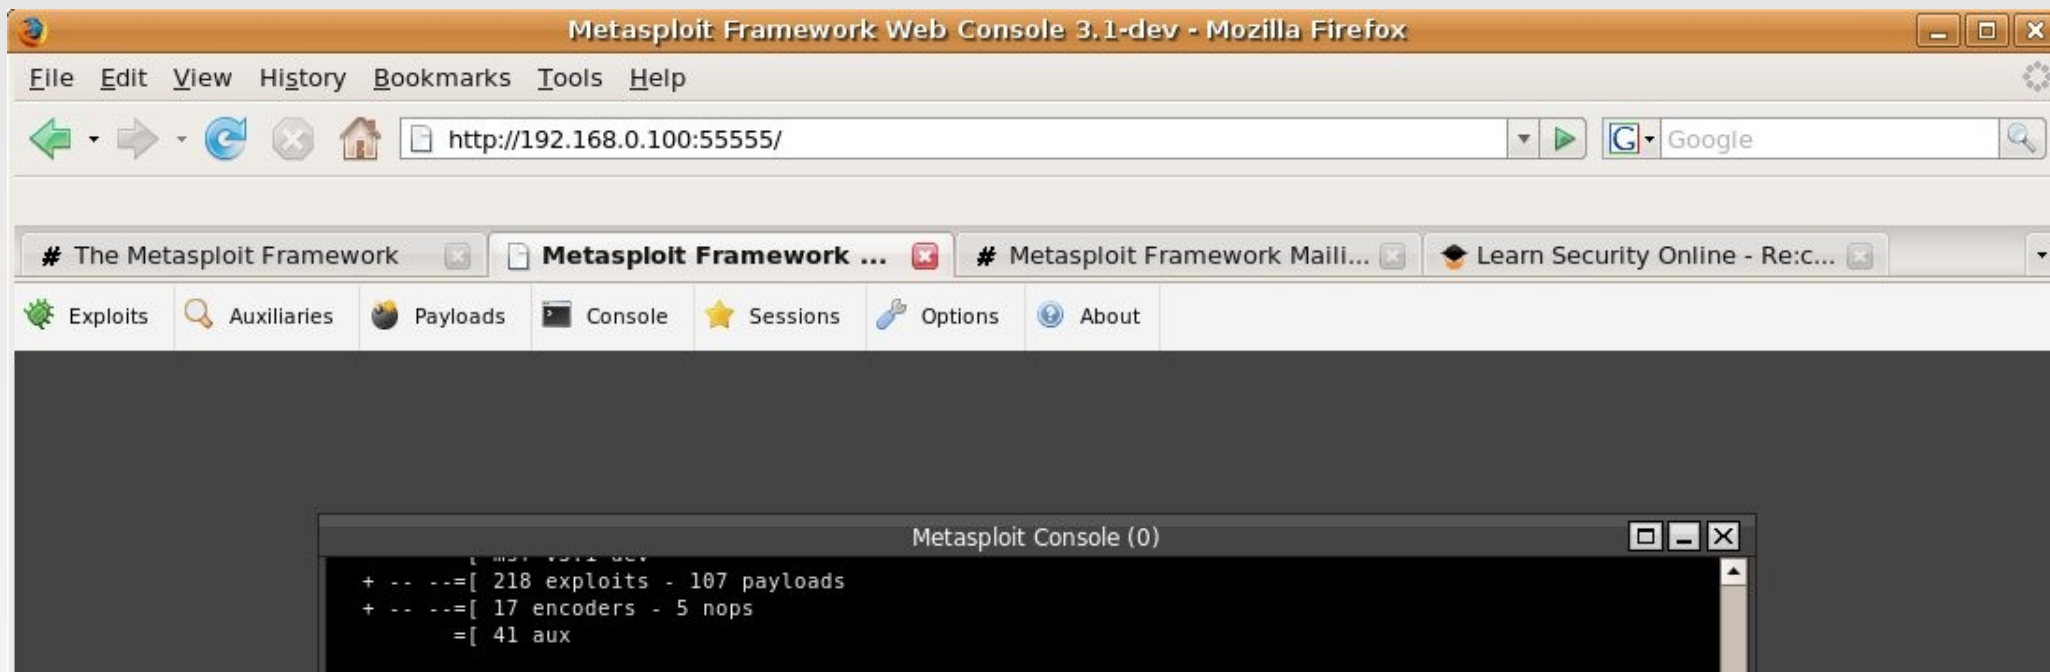 Metasploit Framework Web Console 3.1-dev - Mozilla Firefox
File Edit View History Bookmarks Tools Help
http://192.168.0.100:55555/
G Google
# The Metasploit Framework
Metasploit Framework ...
# Metasploit Framework Maili...
Learn Security Online - Re:c...
Exploits Auxiliaries Payloads Console Sessions Options About
Metasploit Console (0)
+ -- --=[ 218 exploits - 107 payloads
+ -- --=[ 17 encoders - 5 nops
=[ 41 aux